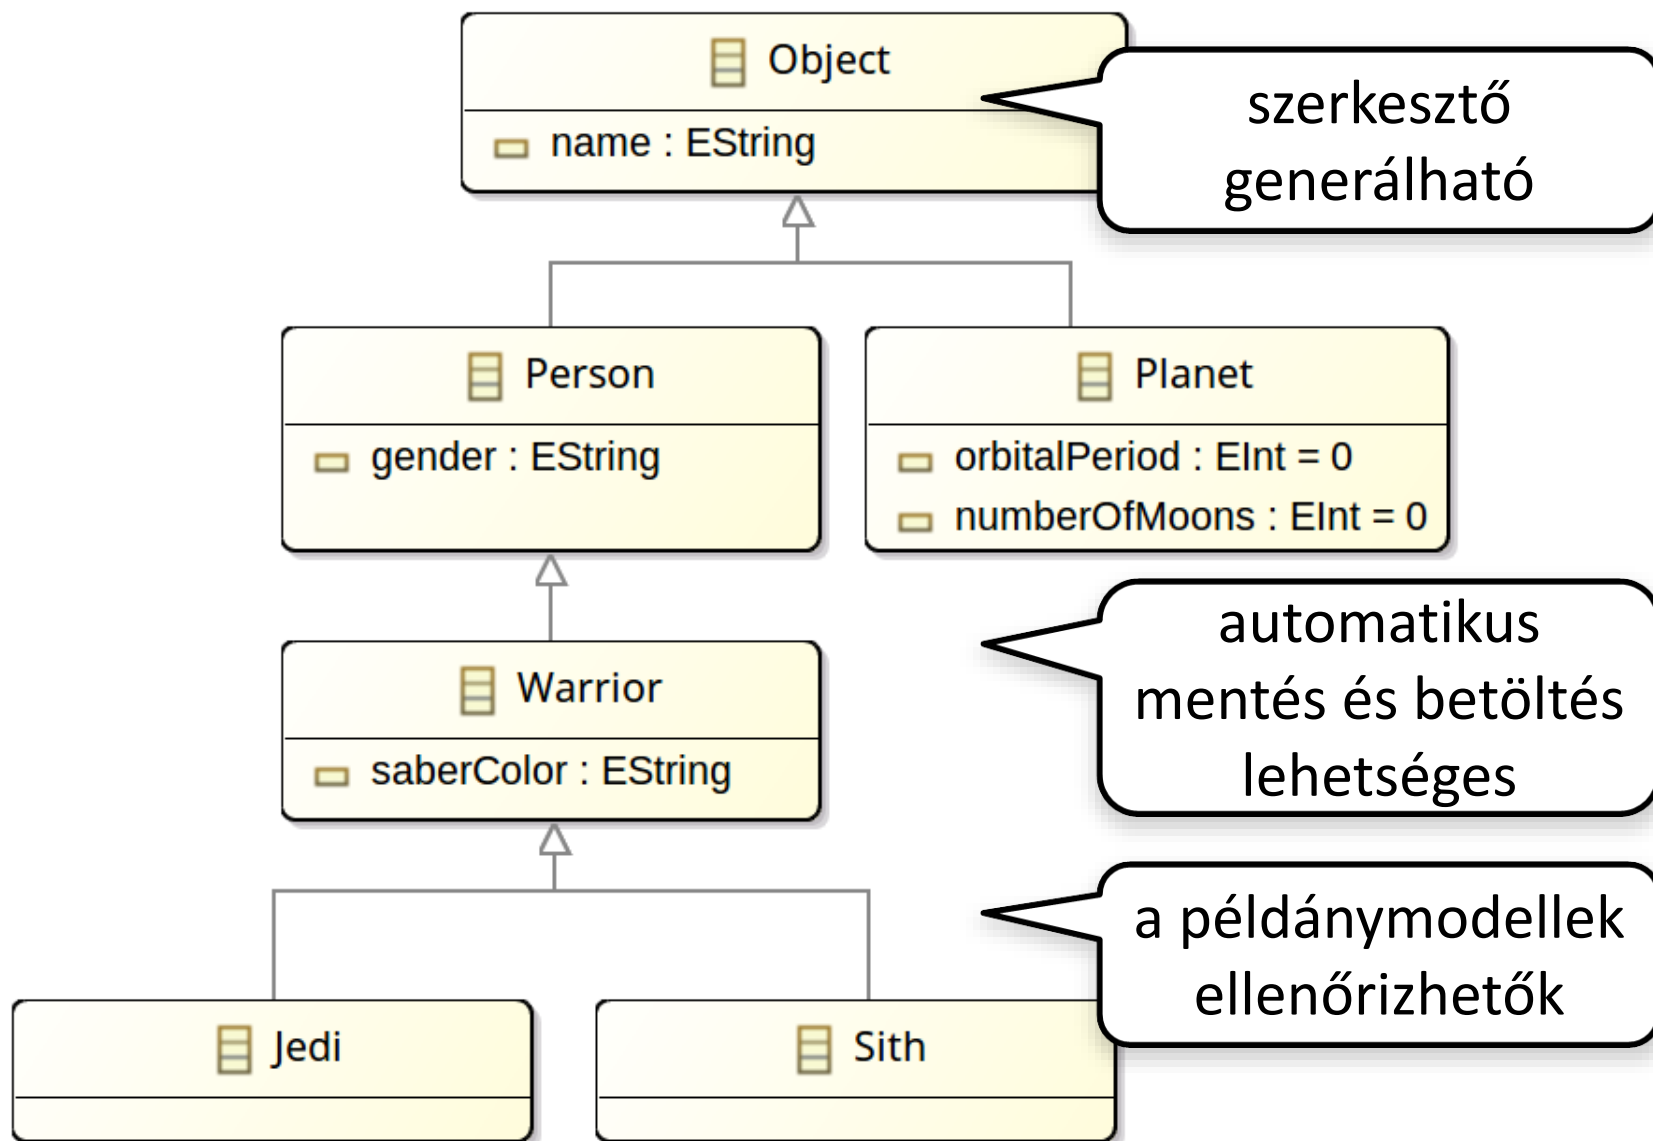 Object
name : EString
szerkesztő
generálható
Person
gender : EString
Planet
orbitalPeriod : EInt = 0
numberOfMoons : EInt = 0
Warrior
saberColor : EString
automatikus
mentés és betöltés
lehetséges
a példánymodellek
ellenőrizhetők
Jedi
Sith